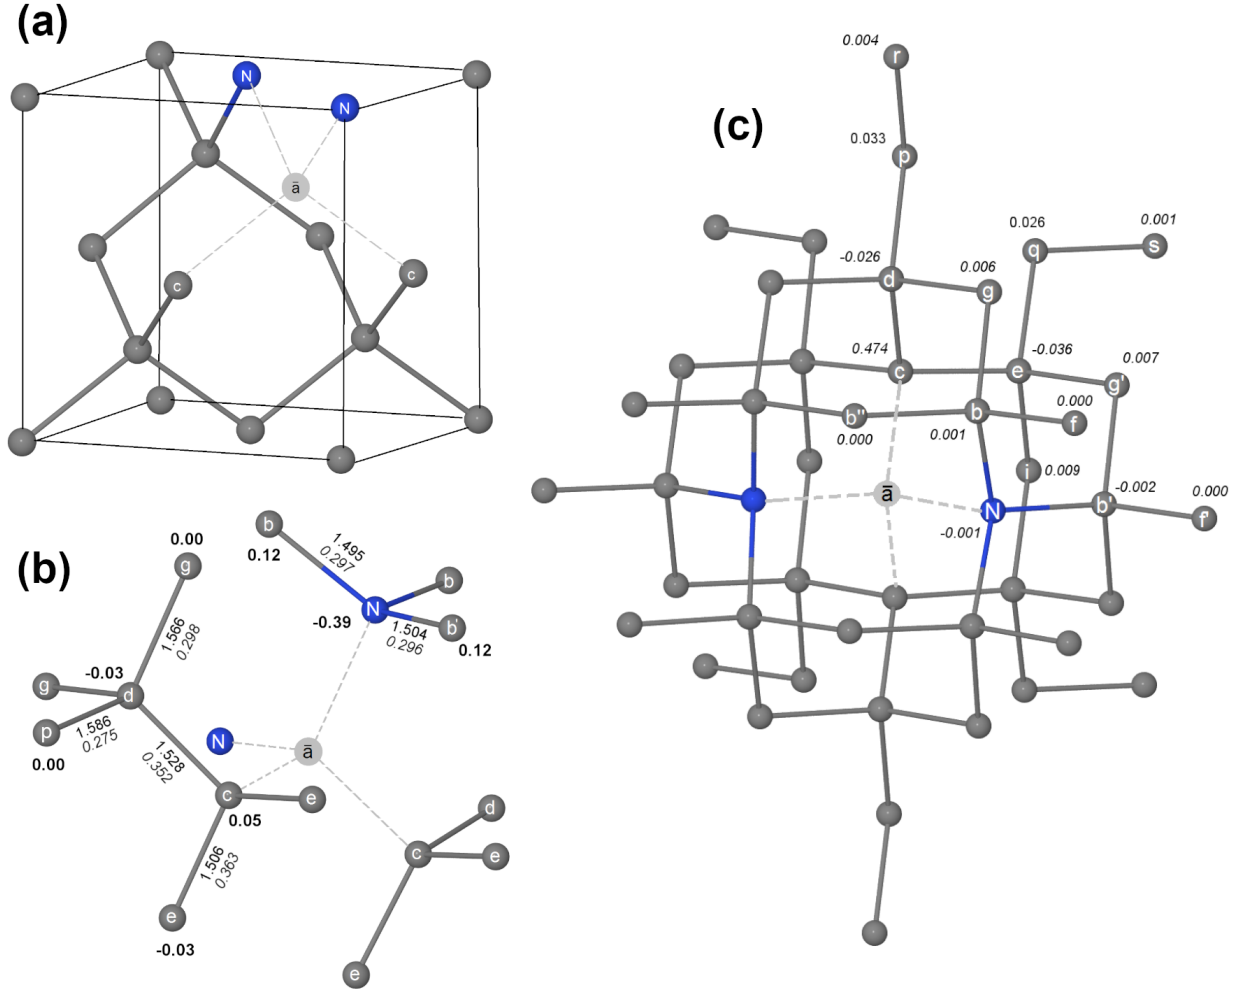 (a)
N
N
ā
c
c
(b)
b
0.12
1.495
0.297
0.00
g
N
b
-0.39
b'
1.504
0.296
0.12
1.566
0.298
-0.03
g
d
p
1.586
0.275
0.00
N
ā
1.528
0.352
c
e
0.05
d
1.506
0.363
c
e
e
-0.03
e
(c)
0.004
r
0.033
p
0.026
0.001
q
s
-0.026
d
0.006
g
0.474
c
-0.036
e
0.007
g'
b"
0.000
b
0.001
0.000
f
i
0.009
ā
N
-0.001
-0.002
b'
0.000
f'